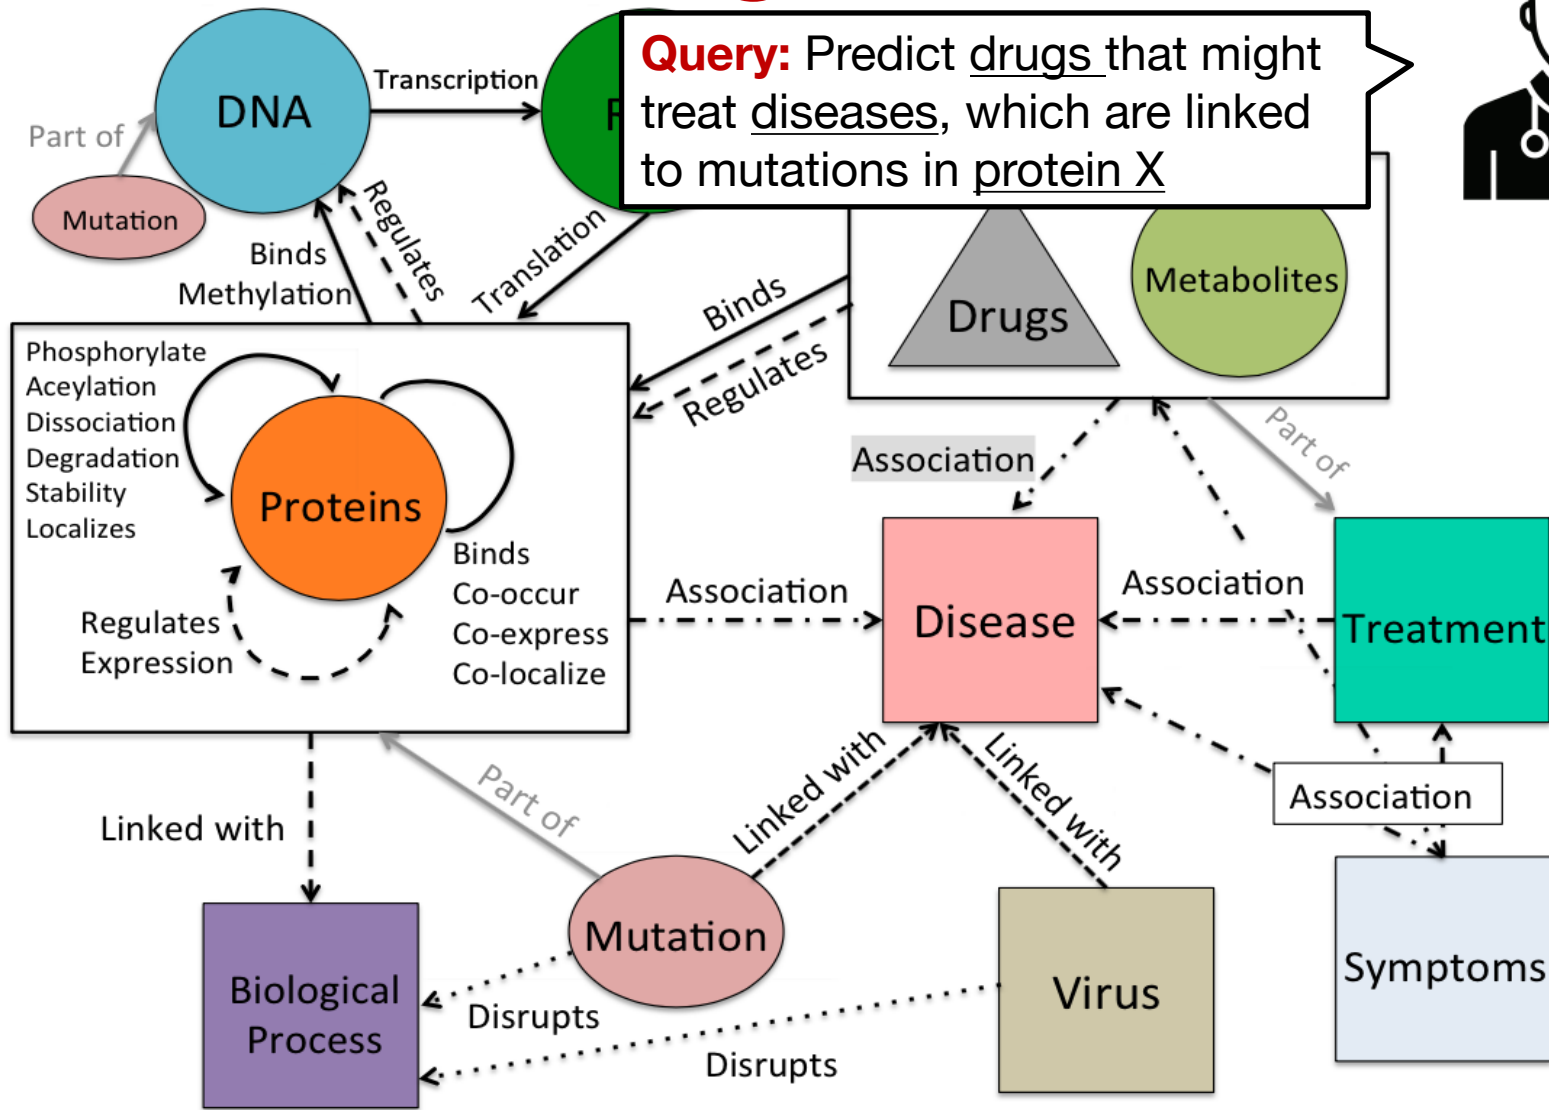 Query: Predict drugs that might
treat diseases, which are linked
to mutations in protein X
DNA
Transcription
Part of
Mutation
Binds
Methylation
Regulates
Translation
Binds
Regulates
Drugs
Metabolites
Phosphorylate
Aceylation
Dissociation
Degradation
Stability
Localizes
Proteins
Regulates
Expression
Binds
Co-occur
Co-express
Co-localize
Association
Part of
Association
Disease
Association
Treatment
Linked with
Part of
Linked with
Linked with
Association
Mutation
Biological
Process
Disrupts
Disrupts
Virus
Symptoms